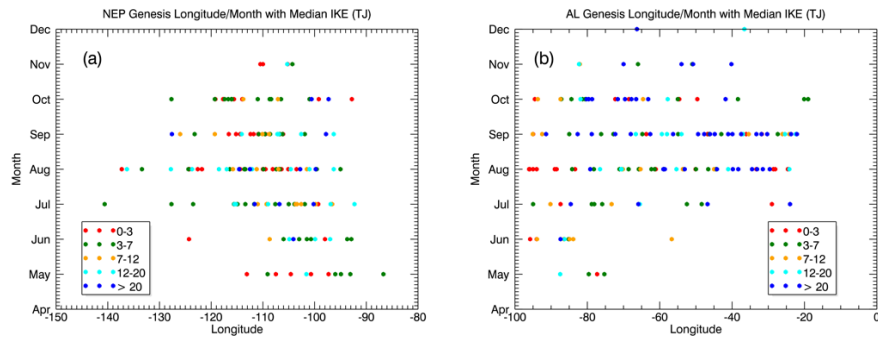 NEP Genesis Longitude/Month with Median IKE (TJ)
(a)
Month
Dec
Nov
Oct
Sep
Aug
Jul
Jun
May
Apr
0-3
3-7
7-12
12-20
> 20
-150 -140 -130 -120 -110 -100 -90 -80
Longitude
AL Genesis Longitude/Month with Median IKE (TJ)
(b)
Month
Dec
Nov
Oct
Sep
Aug
Jul
Jun
May
Apr
0-3
3-7
7-12
12-20
> 20
-100 -80 -60 -40 -20 0
Longitude